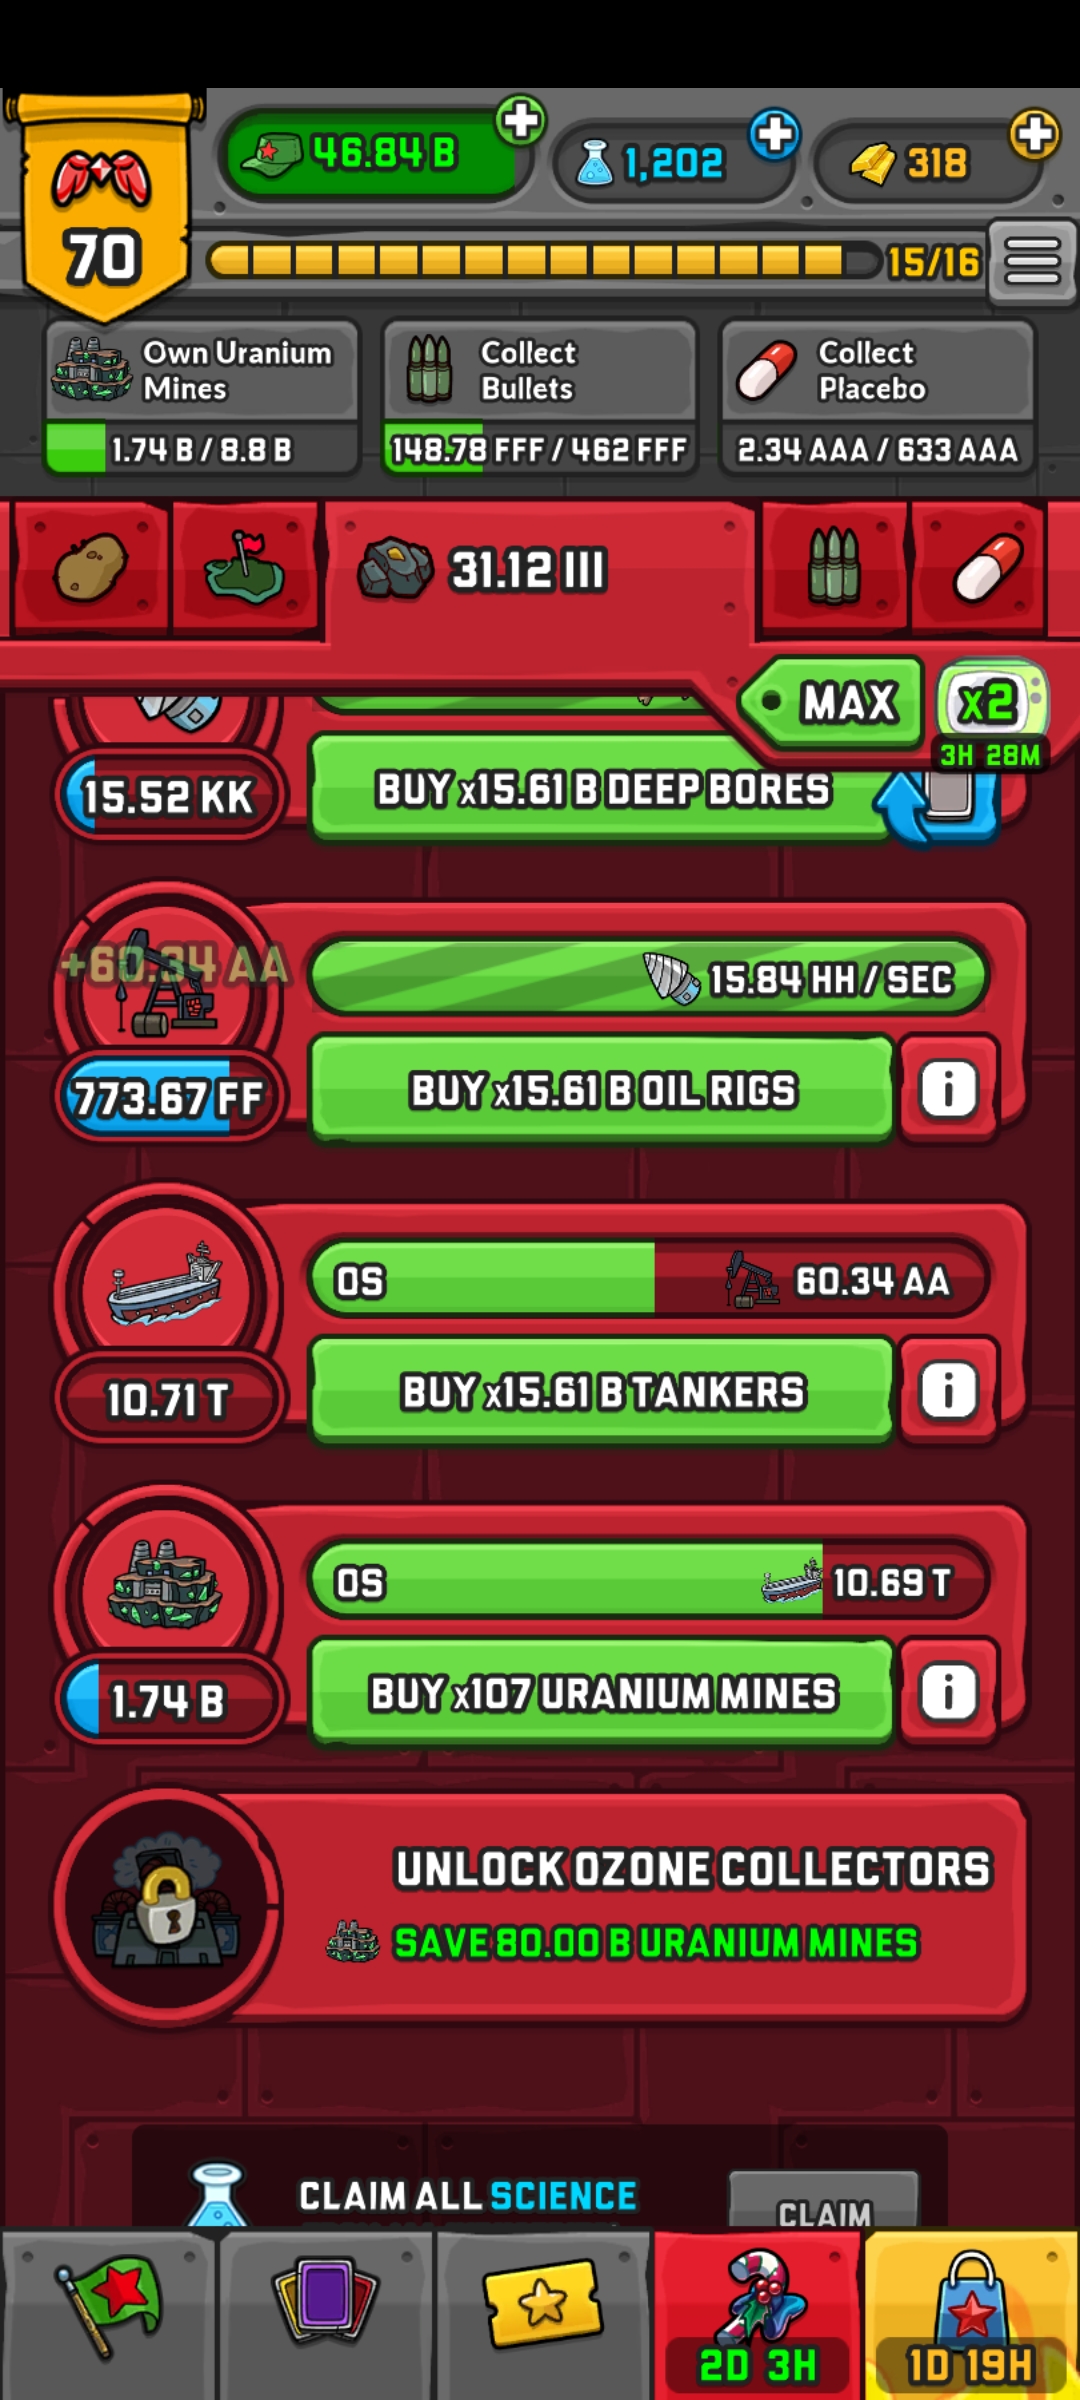 46.84 B
1,202
318
70
15/16
Own Uranium
Mines
1.74 B / 8.8 B
Collect
Bullets
148.78 FFF / 462 FFF
Collect
Placebo
2.34 AAA / 633 AAA
31.12 III
MAX
x2
3H 28M
15.52 KK
BUY x15.61 B DEEP BORES
+60.34 AA
15.84 HH / SEC
773.67 FF
BUY x15.61 B OIL RIGS
i
0S
60.34 AA
10.71 T
BUY x15.61 B TANKERS
i
0S
10.69 T
1.74 B
BUY x107 URANIUM MINES
i
UNLOCK OZONE COLLECTORS
SAVE 80.00 B URANIUM MINES
CLAIM ALL SCIENCE
CLAIM
2D 3H
1D 19H